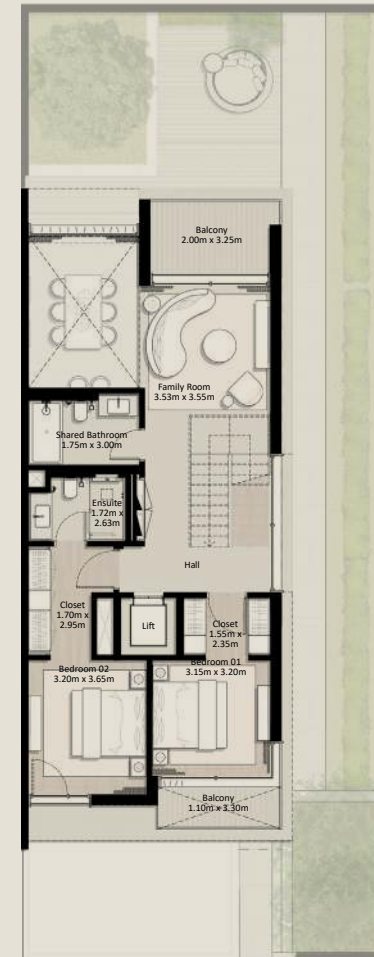 Balcony
2.00m x 3.25m
Family Room
3.53m x 3.55m
Shared Bathroom
1.75m x 3.00m
Ensuite
1.72m x
2.63m
Hall
Closet
1.70m x
2.95m
Lift
Closet
1.55m x
2.35m
Bedroom 02
3.20m x 3.65m
Bedroom 01
3.15m x 3.20m
Balcony
1.10m x 3.30m